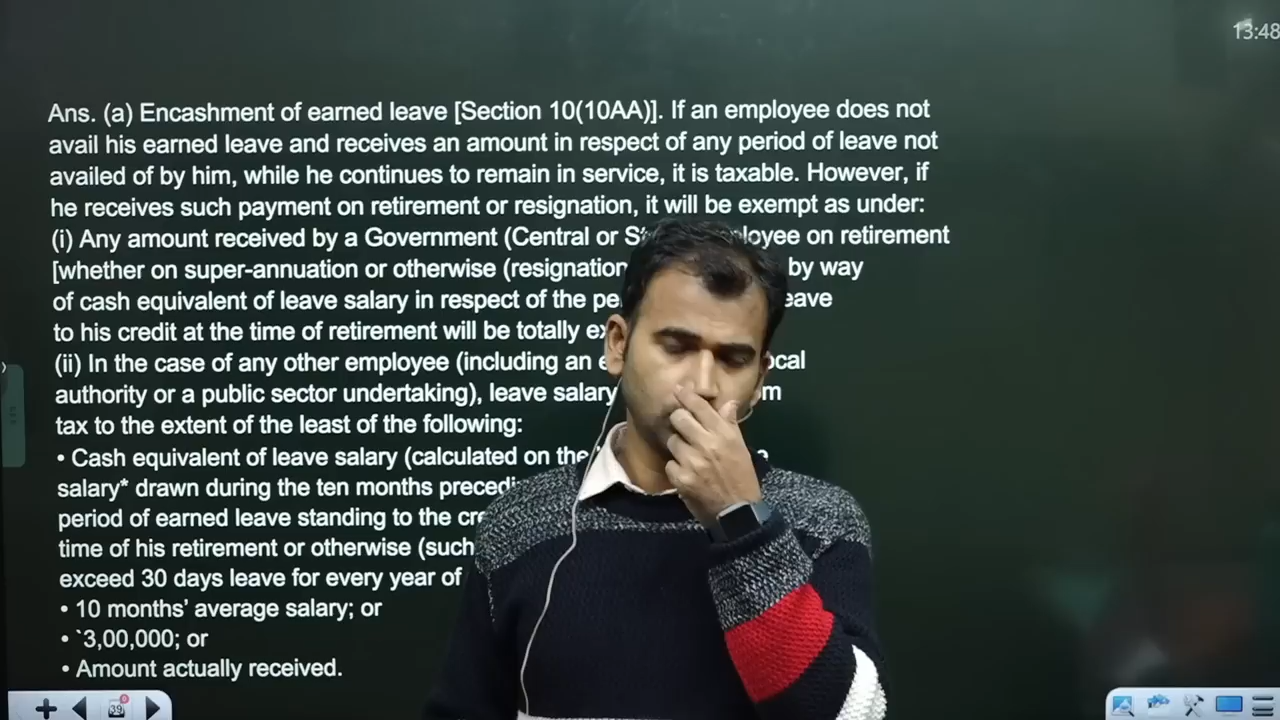 13:48
Ans. (a) Encashment of earned leave [Section 10(10AA)]. If an employee does not
avail his earned leave and receives an amount in respect of any period of leave not
availed of by him, while he continues to remain in service, it is taxable. However, if
he receives such payment on retirement or resignation, it will be exempt as under:
(i) Any amount received by a Government (Central or on retirement
[whether on super-annuation or otherwise (resignation by way
of cash equivalent of leave salary in respect of the
to his credit at the time of retirement will be totally
(ii) In the case of any other employee (including an
authority or a public sector undertaking), leave salary
tax to the extent of the least of the following:
• Cash equivalent of leave salary (calculated on the
salary* drawn during the ten months
period of earned leave standing to the
time of his retirement or otherwise (such
exceed 30 days leave for every year of
• 10 months’ average salary; or
• `3,00,000; or
• Amount actually received.
39